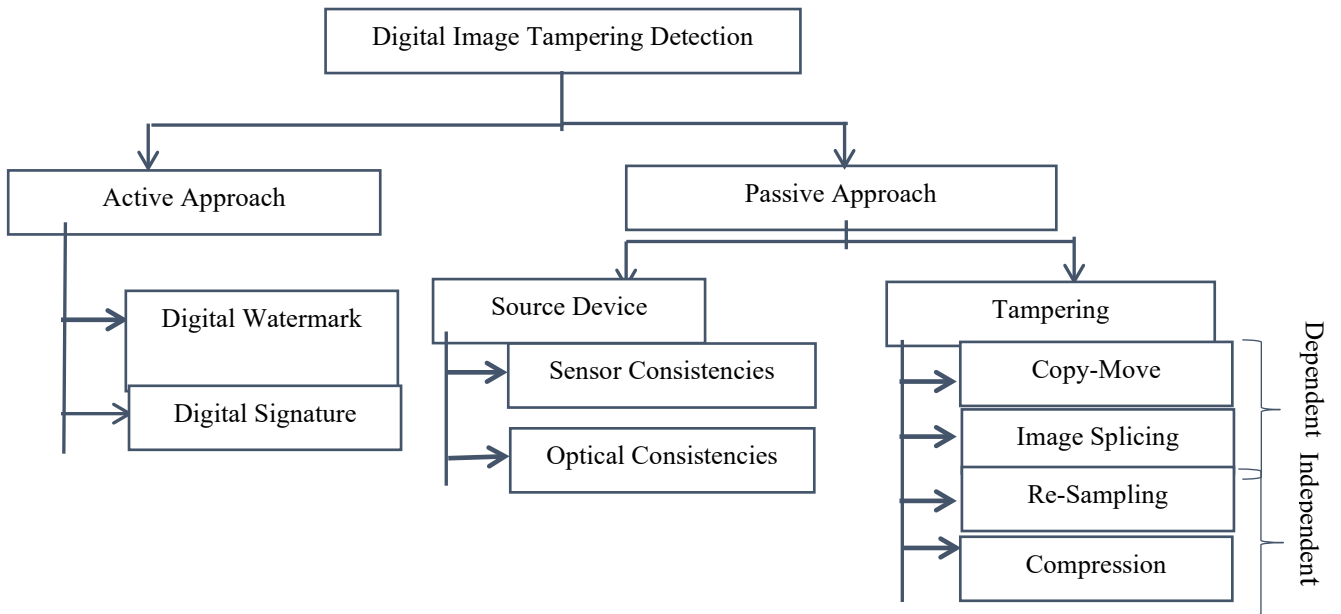 Digital Image Tampering Detection
Active Approach
Passive Approach
Digital Watermark
Digital Signature
Source Device
Sensor Consistencies
Optical Consistencies
Tampering
Copy-Move
Image Splicing
Re-Sampling
Compression
Dependent
Independent